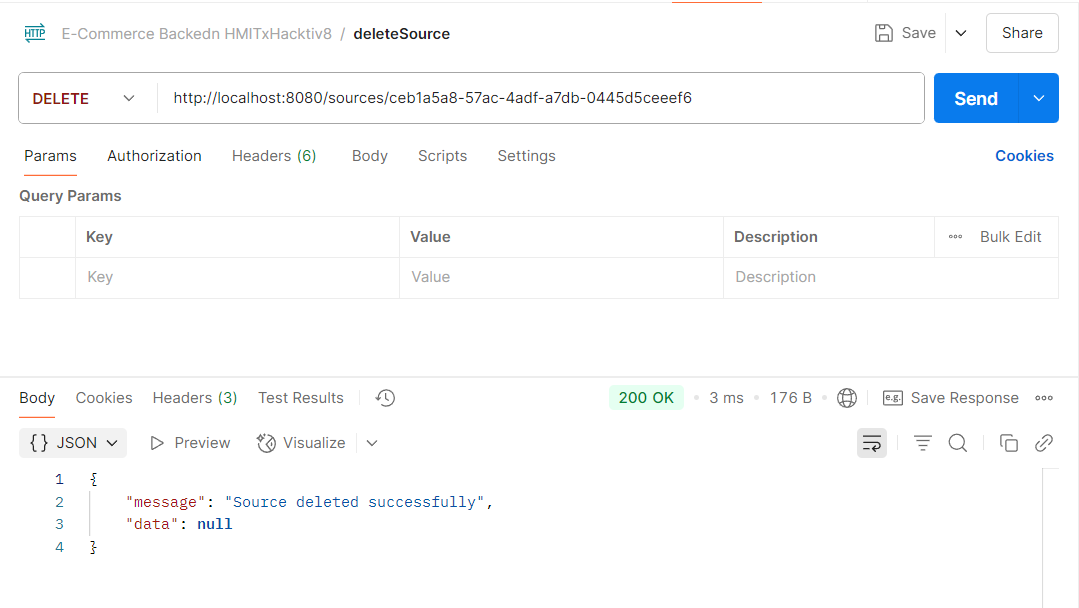 HTTP E-Commerce Backedn HMITxHacktiv8 / deleteSource Save Share
DELETE http://localhost:8080/sources/ceb1a5a8-57ac-4adf-a7db-0445d5ceeef6 Send
Params Authorization Headers (6) Body Scripts Settings Cookies
Query Params
Key Value Description Bulk Edit
Key Value Description
Body Cookies Headers (3) Test Results 200 OK 3 ms 176 B e.g. Save Response
{} JSON Preview Visualize
1 {
2 "message": "Source deleted successfully",
3 "data": null
4 }